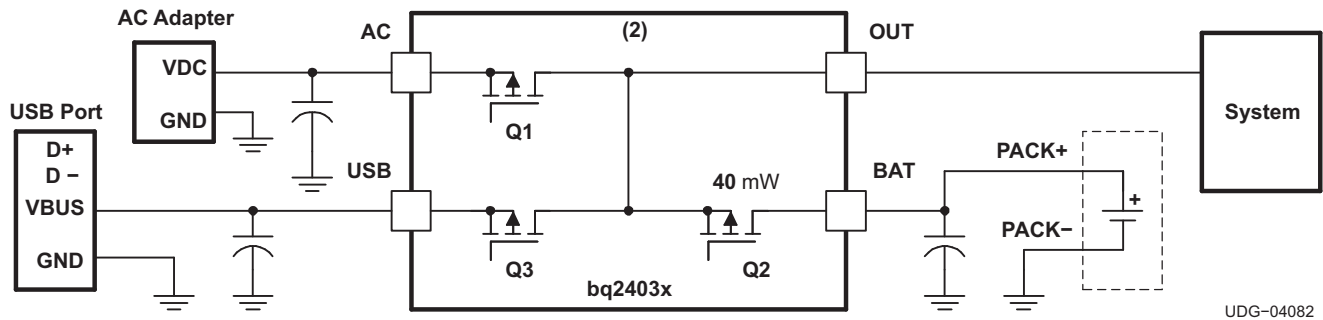 AC Adapter
VDC
GND
USB Port
D+
D −
VBUS
GND
AC
USB
(2)
Q1
Q3
40 mW
Q2
bq2403x
OUT
BAT
PACK+
+
PACK−
System
UDG−04082